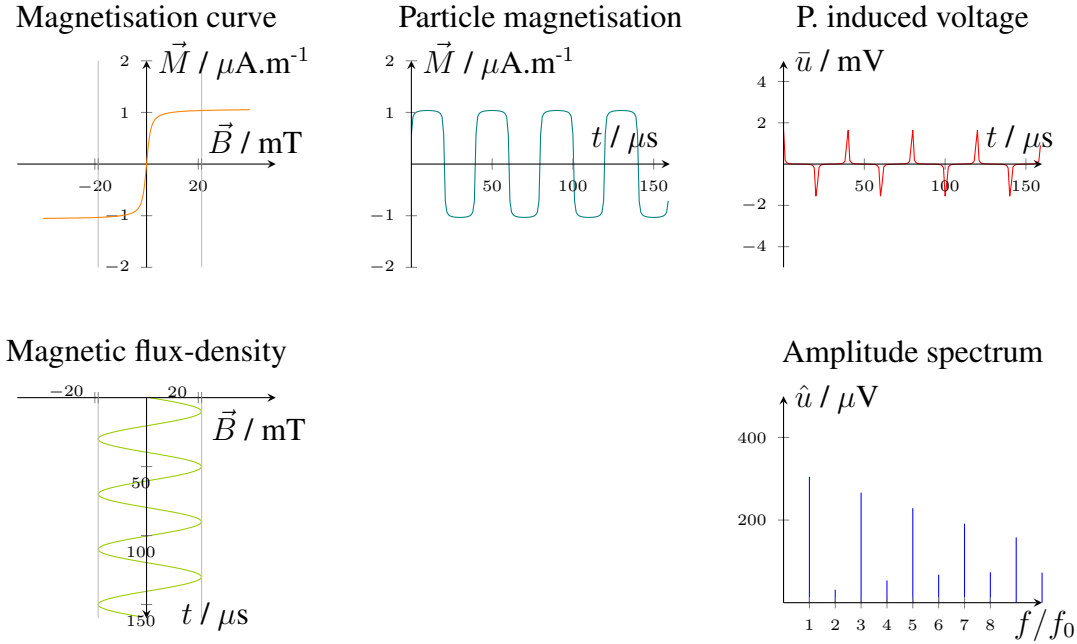 Magnetisation curve
Particle magnetisation
P. induced voltage
2
M⃗ / μA.m-1
1
B⃗ / mT
−20
20
−1
−2
2
M⃗ / μA.m-1
1
t / μs
50
100
150
−1
−2
ū / mV
4
2
t / μs
50
100
150
−2
−4
Magnetic flux-density
−20
20
B⃗ / mT
50
100
150
t / μs
Amplitude spectrum
û / μV
400
200
1 2 3 4 5 6 7 8
f/f0